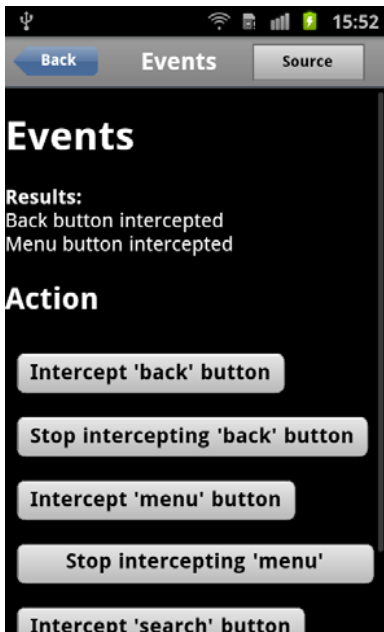 15:52
Back
Events
Source
Events
Results:
Back button intercepted
Menu button intercepted
Action
Intercept 'back' button
Stop intercepting 'back' button
Intercept 'menu' button
Stop intercepting 'menu'
Intercept 'search' button